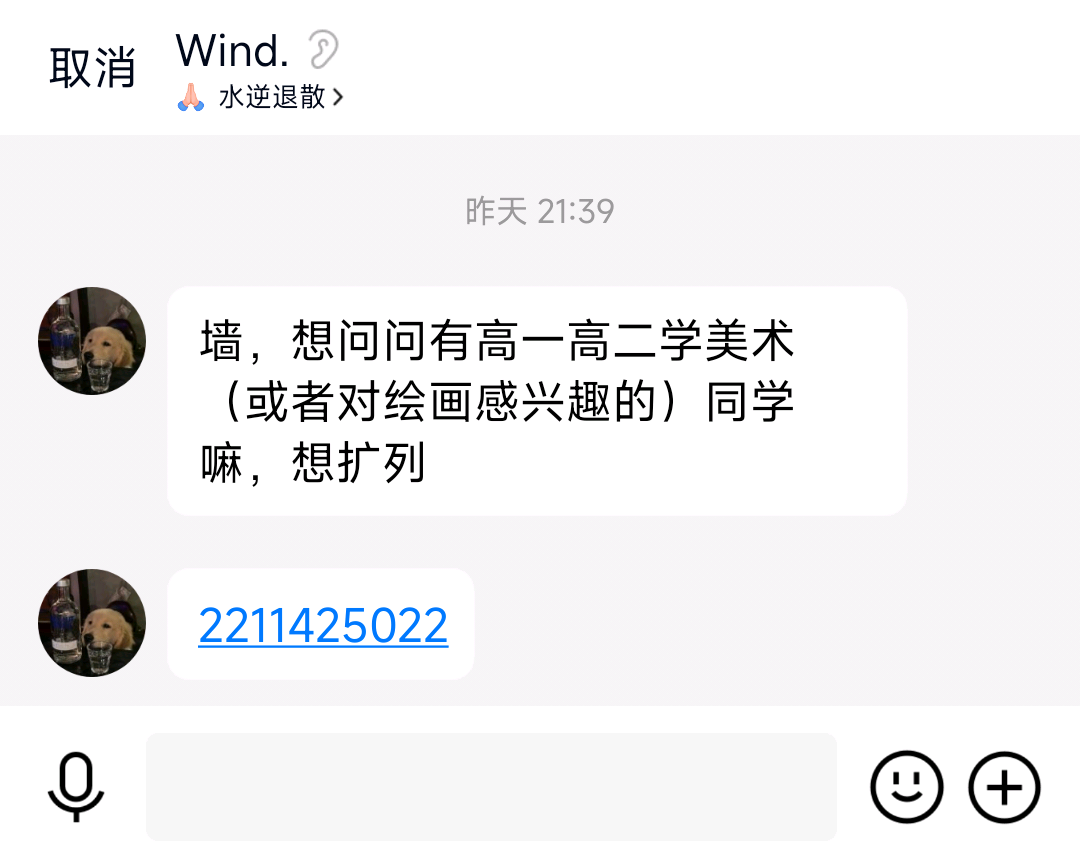 取消
Wind.
🙏 水逆退散 >
昨天 21:39
墙，想问问有高一高二学美术
（或者对绘画感兴趣的）同学
嘛，想扩列
2211425022